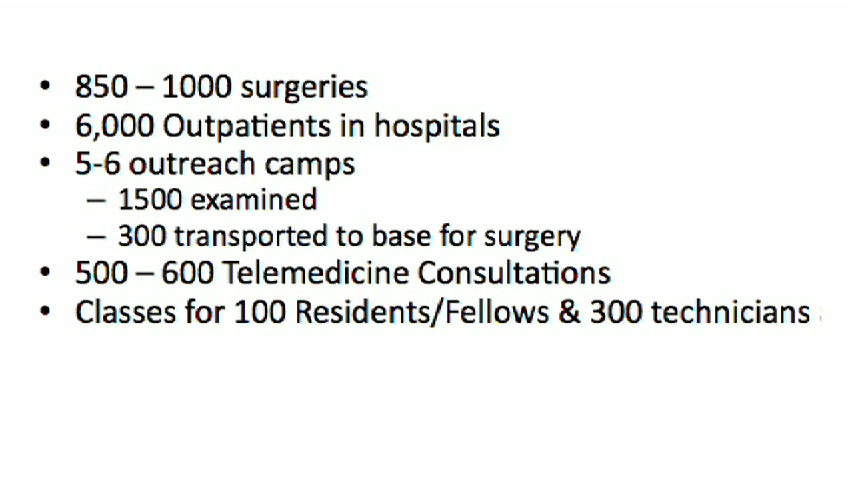 • 850 – 1000 surgeries
• 6,000 Outpatients in hospitals
• 5-6 outreach camps
– 1500 examined
– 300 transported to base for surgery
• 500 – 600 Telemedicine Consultations
• Classes for 100 Residents/Fellows & 300 technicians